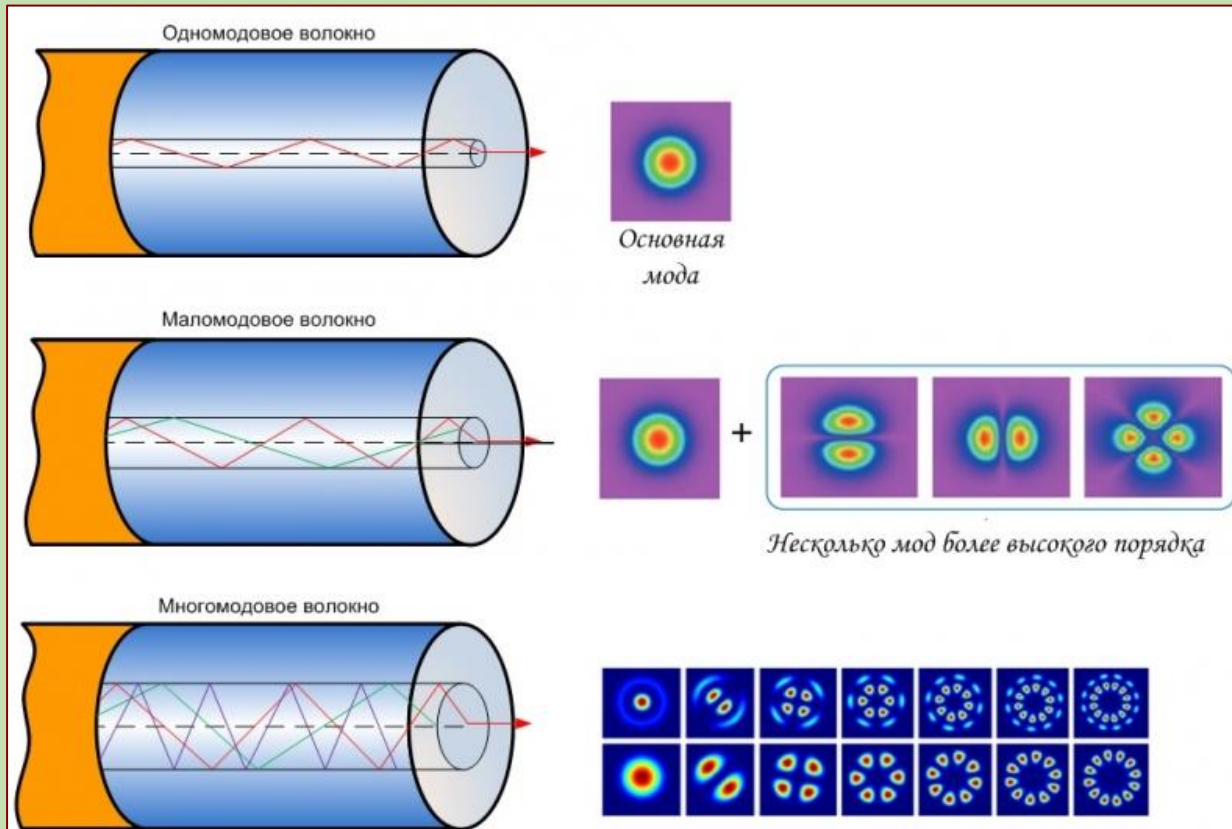 Одномодовое волокно
Основная
мода
Маломодовое волокно
+
Несколько мод более высокого порядка
Многомодовое волокно